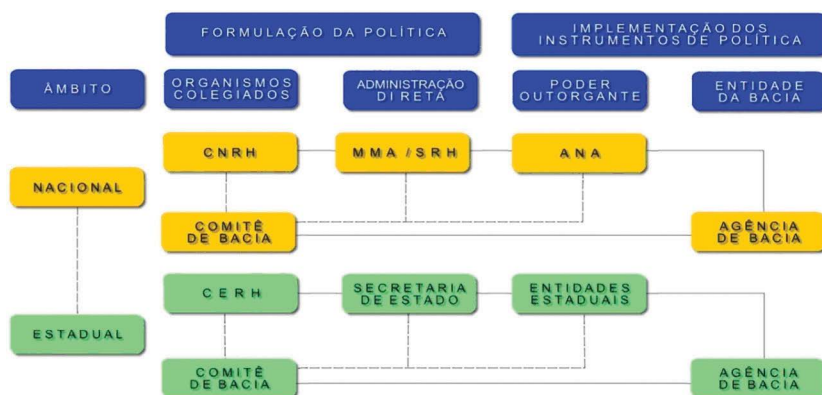 FORMULAÇÃO DA POLÍTICA
IMPLEMENTAÇÃO DOS
INSTRUMENTOS DE POLÍTICA
ÂMBITO
ORGANISMOS
COLEGIADOS
ADMINISTRAÇÃO
DIRETA
PODER
OUTORGANTE
ENTIDADE
DA BACIA
NACIONAL
CNRH
MMA / SRH
ANA
COMITÊ
DE BACIA
AGÊNCIA
DE BACIA
ESTADUAL
CERH
SECRETARIA
DE ESTADO
ENTIDADES
ESTADUAIS
COMITÊ
DE BACIA
AGÊNCIA
DE BACIA